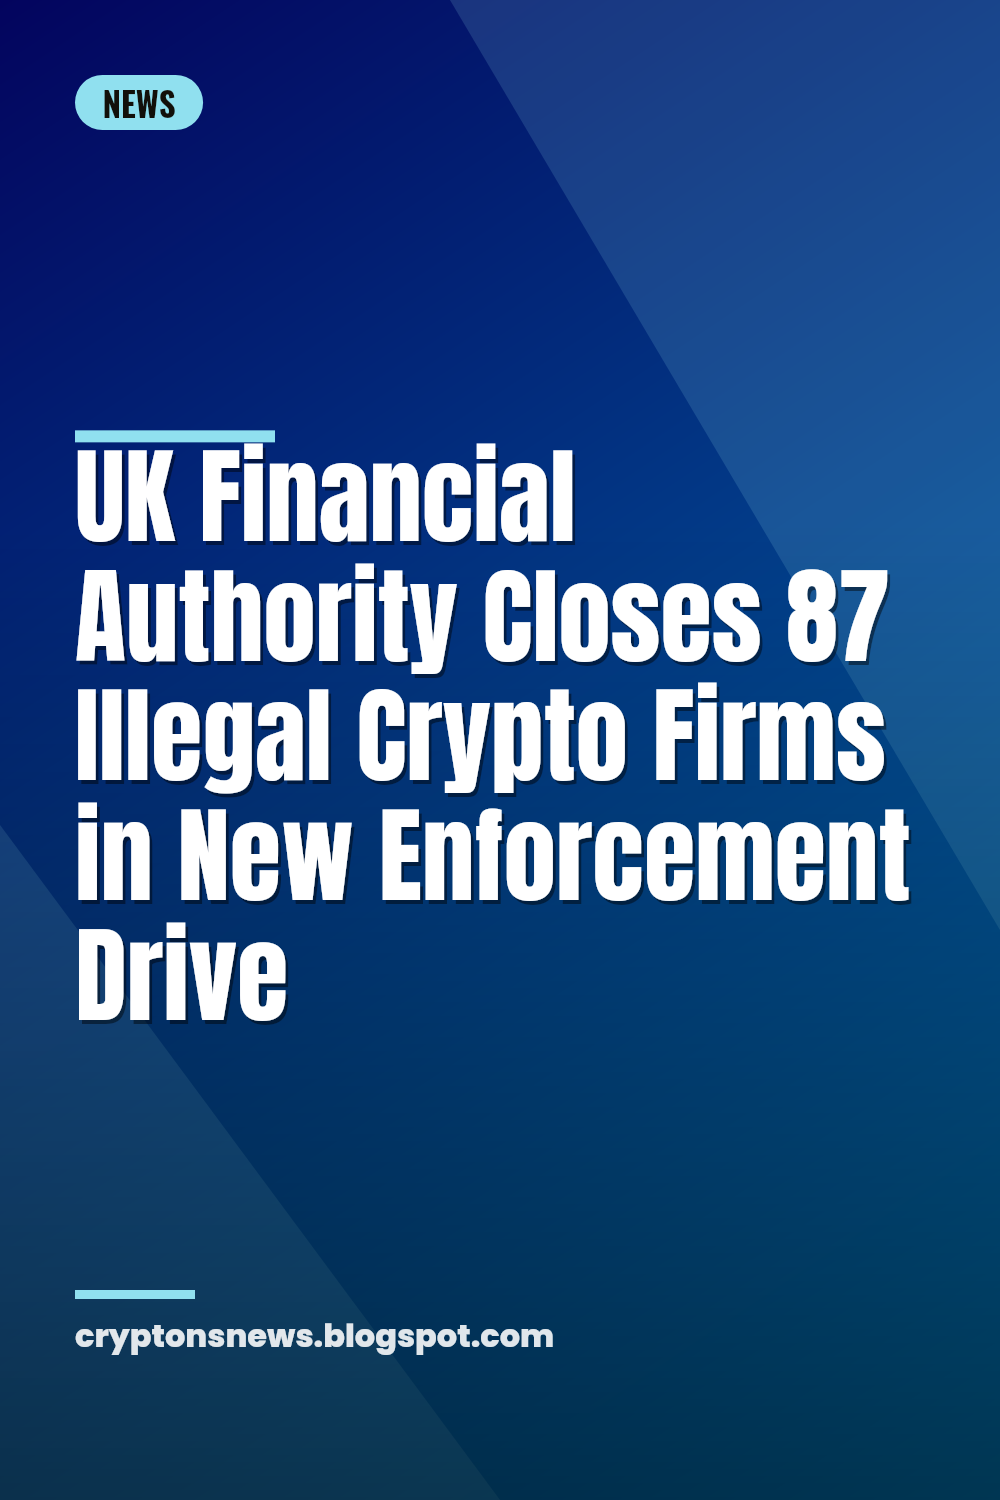 NEWS
UK Financial
Authority Closes 87
Illegal Crypto Firms
in New Enforcement
Drive
cryptonsnews.blogspot.com